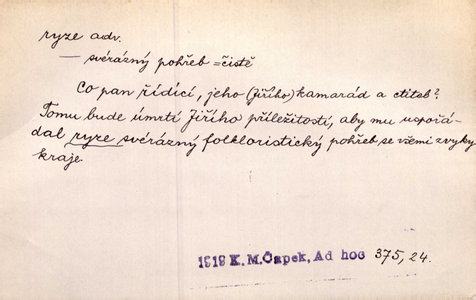 ryze adv.
— svérázný pohřeb = čistě
Co pan řídící, jeho (Jiřího) kamarád a ctitel?
Tomu bude úmrtí Jiřího příležitostí, aby mu uspořá-
dal ryze svérázný folkloristický pohřeb se všemi zvyky
kraje.
1919 K. M. Čapek, Ad hoc 375, 24.